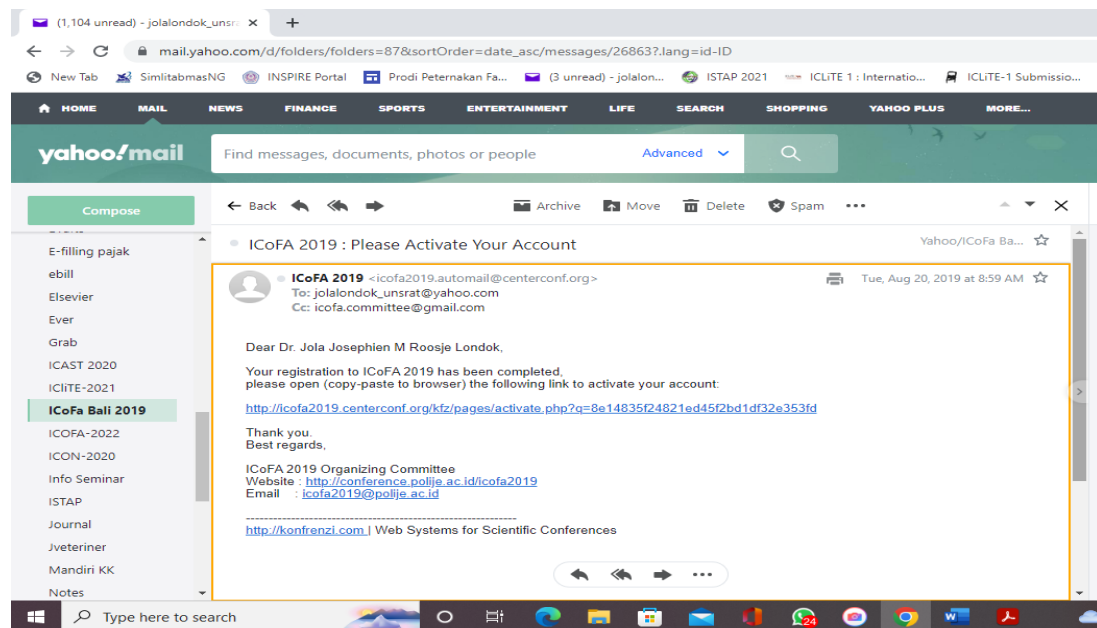 (1,104 unread) - jolalondok_unsra
mail.yahoo.com/d/folders/folders=87&sortOrder=date_asc/messages/26863?.lang=id-ID
New Tab SimlitabmasNG INSPIRE Portal Prodi Peternakan Fa... (3 unread) - jolalon... ISTAP 2021 ICLiTE 1 : Internatio... ICLiTE-1 Submissio...
HOME MAIL NEWS FINANCE SPORTS ENTERTAINMENT LIFE SEARCH SHOPPING YAHOO PLUS MORE...
yahoo!mail Find messages, documents, photos or people Advanced
Compose Back Archive Move Delete Spam
E-filling pajak
ebill
Elsevier
Ever
Grab
ICAST 2020
ICliTE-2021
ICoFa Bali 2019
ICOFA-2022
ICON-2020
Info Seminar
ISTAP
Journal
Jveteriner
Mandiri KK
Notes
ICoFA 2019 : Please Activate Your Account Yahoo/ICoFa Ba...
ICoFA 2019 <icofa2019.automail@centerconf.org> Tue, Aug 20, 2019 at 8:59 AM
To: jolalondok_unsrat@yahoo.com
Cc: icofa.committee@gmail.com
Dear Dr. Jola Josephien M Roosje Londok,
Your registration to ICoFA 2019 has been completed,
please open (copy-paste to browser) the following link to activate your account:
http://icofa2019.centerconf.org/kfz/pages/activate.php?q=8e14835f24821ed45f2bd1df32e353fd
Thank you.
Best regards,
ICoFA 2019 Organizing Committee
Website : http://conference.polije.ac.id/icofa2019
Email : icofa2019@polije.ac.id
------------------------------------------------------------
http://konfrenzi.com | Web Systems for Scientific Conferences
Type here to search 24